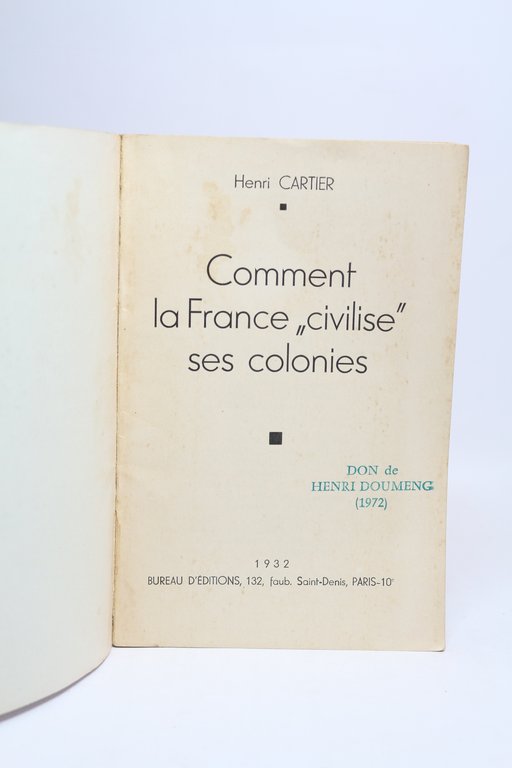 Henri CARTIER
Comment
la France „civilise”
ses colonies
DON de
HENRI DOUMENG
(1972)
1932
BUREAU D'ÉDITIONS, 132, faub. Saint-Denis, PARIS-10e